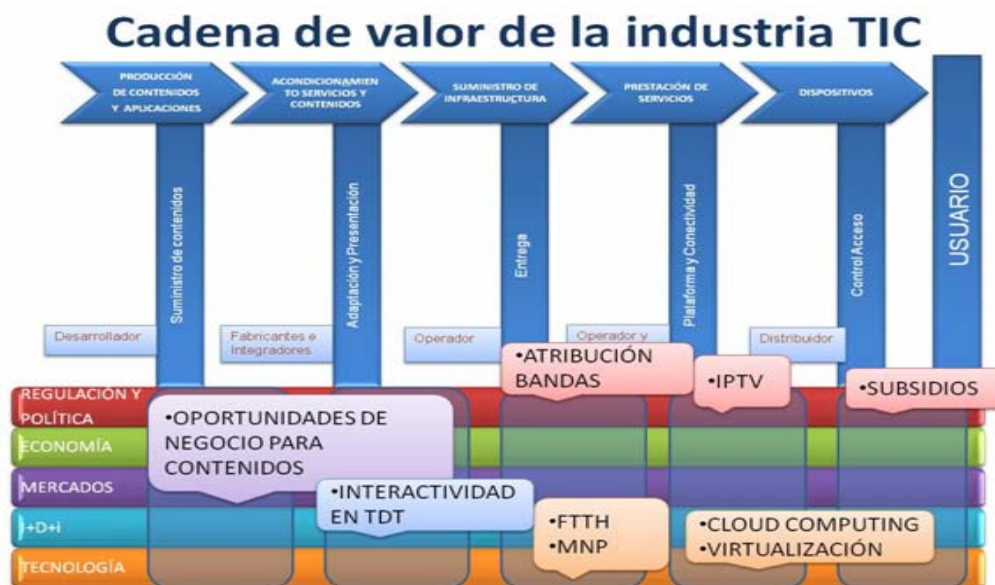 Cadena de valor de la industria TIC
PRODUCCIÓN
DE CONTENIDOS
Y APLICACIONES
ACONDICIONAMIEN
TO SERVICIOS Y
CONTENIDOS
SUMINISTRO DE
INFRAESTRUCTURA
PRESTACIÓN DE
SERVICIOS
DISPOSITIVOS
Suministro de contenidos
Adaptación y Presentación
Entrega
Plataforma y Conectividad
Control Acceso
USUARIO
Desarrollador
Fabricantes e
Integradores
Operador
Operador y
Distribuidor
•ATRIBUCIÓN
BANDAS
•IPTV
•SUBSIDIOS
REGULACIÓN Y
POLÍTICA
•OPORTUNIDADES DE
NEGOCIO PARA
CONTENIDOS
ECONOMÍA
MERCADOS
•INTERACTIVIDAD
EN TDT
I+D+i
•FTTH
•MNP
•CLOUD COMPUTING
•VIRTUALIZACIÓN
TECNOLOGÍA